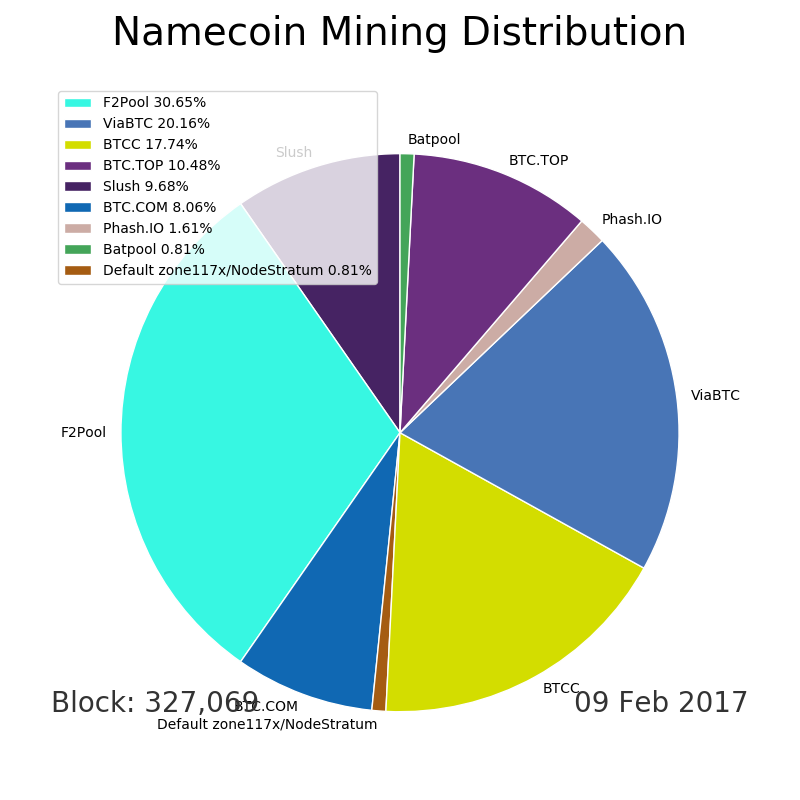 Namecoin Mining Distribution
F2Pool 30.65%
ViaBTC 20.16%
BTCC 17.74%
BTC.TOP 10.48%
Slush 9.68%
BTC.COM 8.06%
Phash.IO 1.61%
Batpool 0.81%
Default zone117x/NodeStratum 0.81%
Slush
Batpool
BTC.TOP
Phash.IO
ViaBTC
F2Pool
BTCC
BTC.COM
Default zone117x/NodeStratum
Block: 327,069
09 Feb 2017